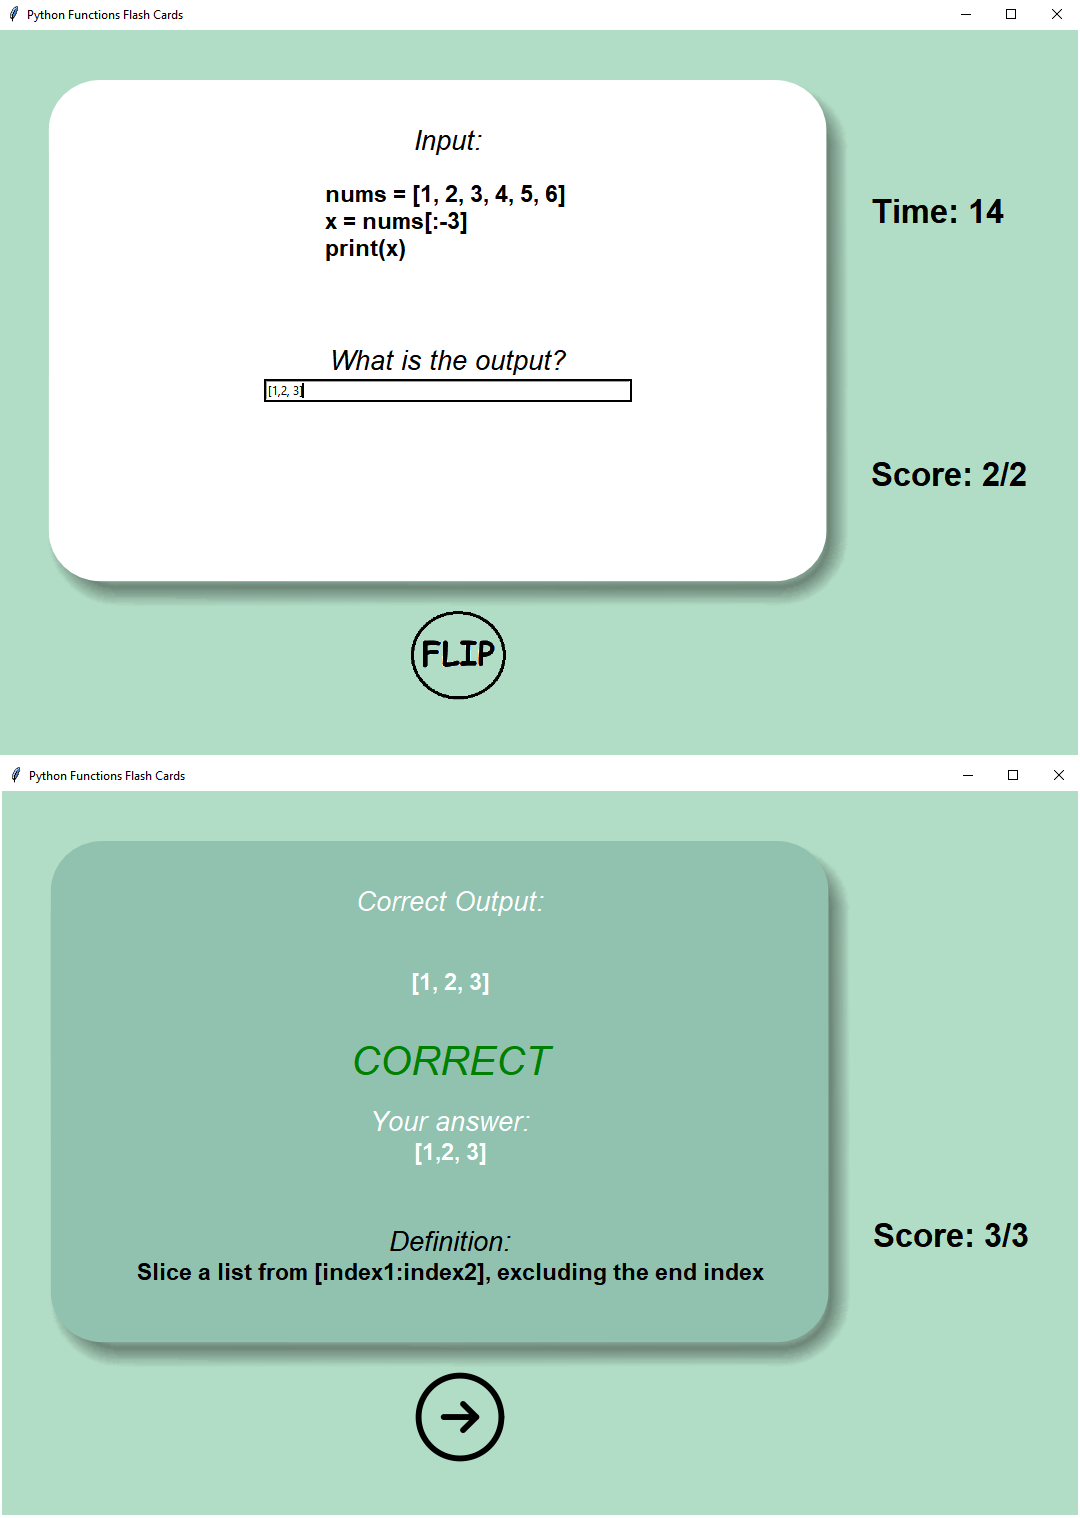 Python Functions Flash Cards
Input:
nums = [1, 2, 3, 4, 5, 6]
x = nums[:-3]
print(x)
Time: 14
What is the output?
[1,2, 3]
Score: 2/2
FLIP
Python Functions Flash Cards
Correct Output:
[1, 2, 3]
CORRECT
Your answer:
[1,2, 3]
Score: 3/3
Definition:
Slice a list from [index1:index2], excluding the end index